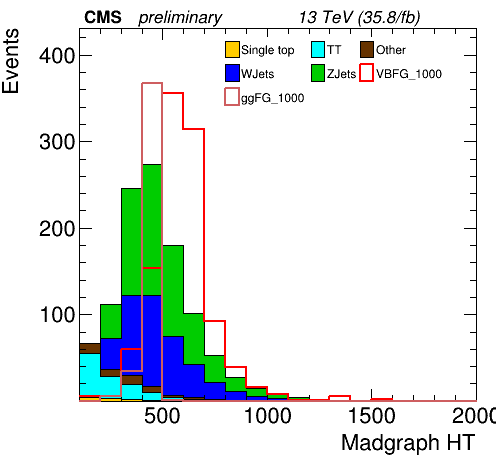 CMS preliminary 13 TeV (35.8/fb)
Events
Single top TT Other
WJets ZJets VBFG_1000
ggFG_1000
400
300
200
100
500 1000 1500 2000
Madgraph HT